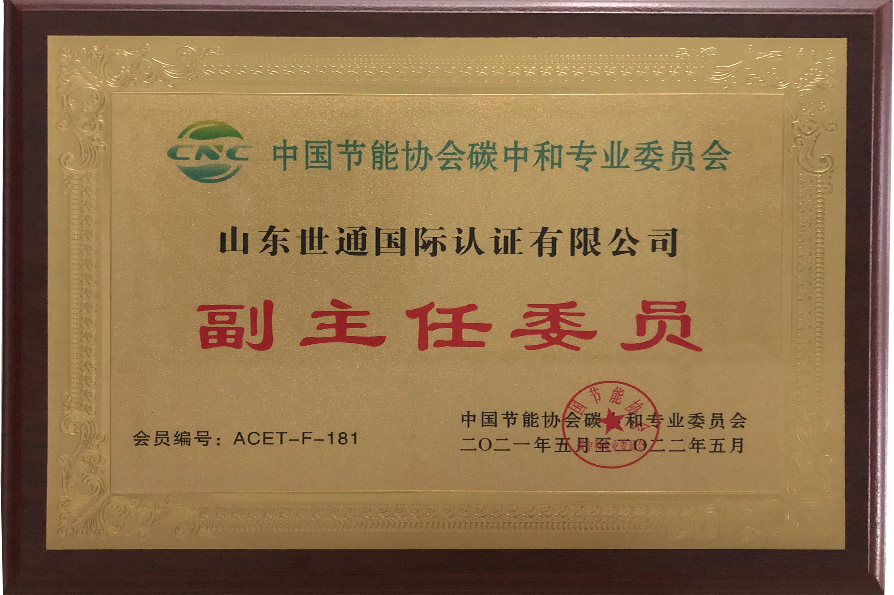 CNC 中国节能协会碳中和专业委员会
山东世通国际认证有限公司
副主任委员
会员编号：ACET-F-181
中国节能协会碳中和专业委员会
二〇二一年五月至二〇二二年五月